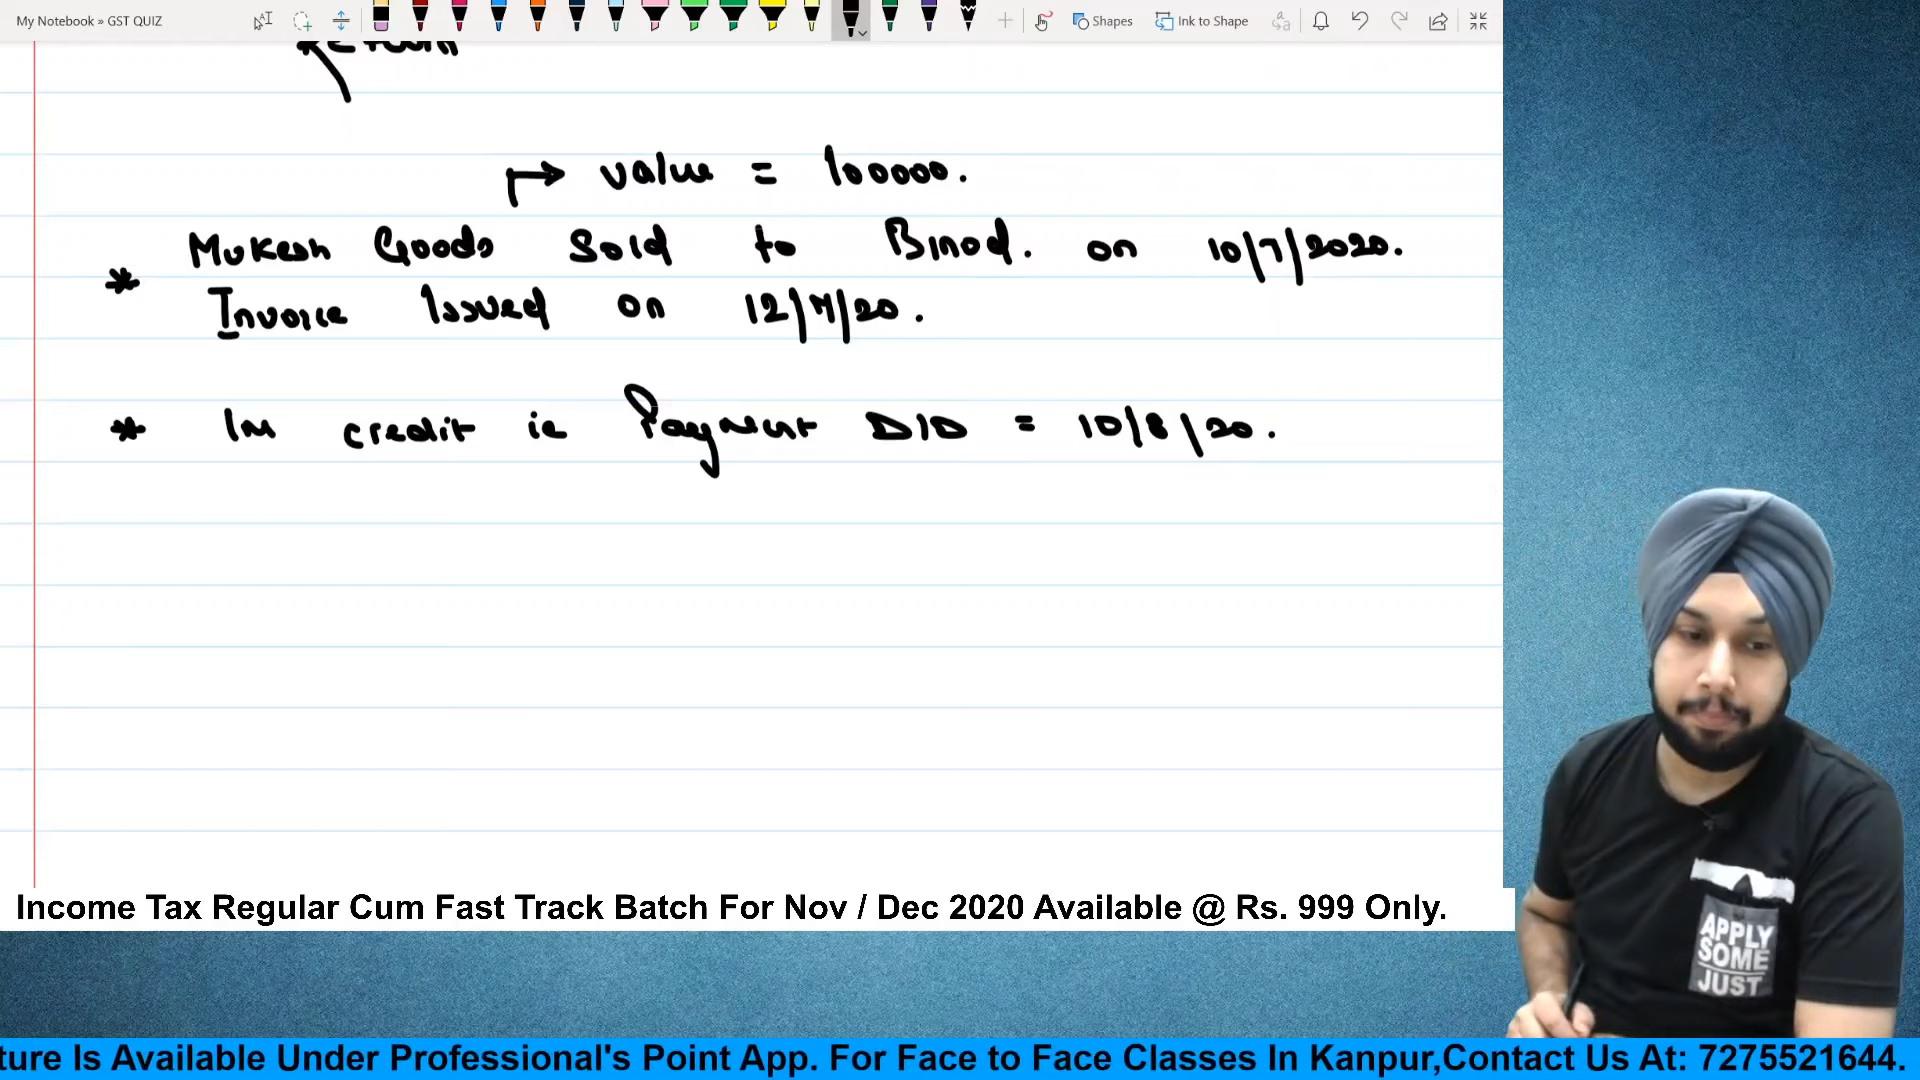 My Notebook » GST QUIZ
Shapes
Ink to Shape
return
value = 100000.
Mukesh Goods Sold to Binod. on 10/7/2020.
* Invoice Issued on 12/7/20.
* 1m credit ie Payment D/D = 10/8/20.
APPLY
SOME
JUST
Income Tax Regular Cum Fast Track Batch For Nov / Dec 2020 Available @ Rs. 999 Only.
ture Is Available Under Professional's Point App. For Face to Face Classes In Kanpur,Contact Us At: 7275521644.